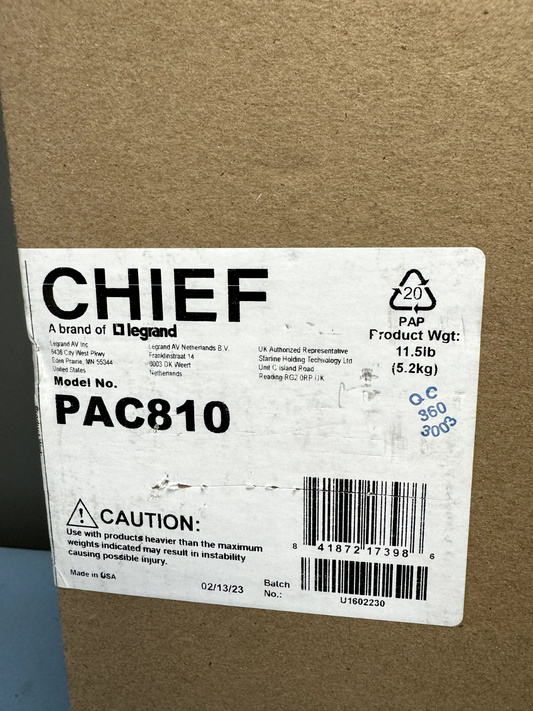 CHIEF
A brand of legrand
Legrand AV Inc
6436 City West Pkwy
Eden Prairie, MN 55344
United States
Legrand AV Netherlands B.V.
Franklinstraat 14
6003 DK Weert
Netherlands
UK Authorized Representative
Starline Holding Technology Ltd
Unit C Island Road
Reading RG2 0RP UK
20
PAP
Product Wgt:
11.5lb
(5.2kg)
QC
360
3003
Model No.
PAC810
CAUTION:
Use with products heavier than the maximum
weights indicated may result in instability
causing possible injury.
Made in USA
02/13/23
8 41872 17398 6
Batch
No.:
U1602230